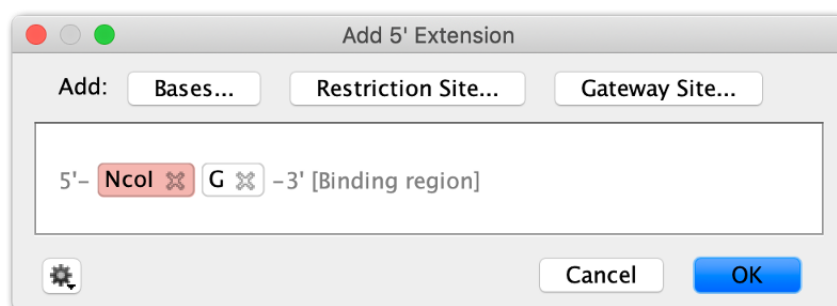 Add 5' Extension
Add: Bases... Restriction Site... Gateway Site...
5'- NcoI G -3' [Binding region]
Cancel OK